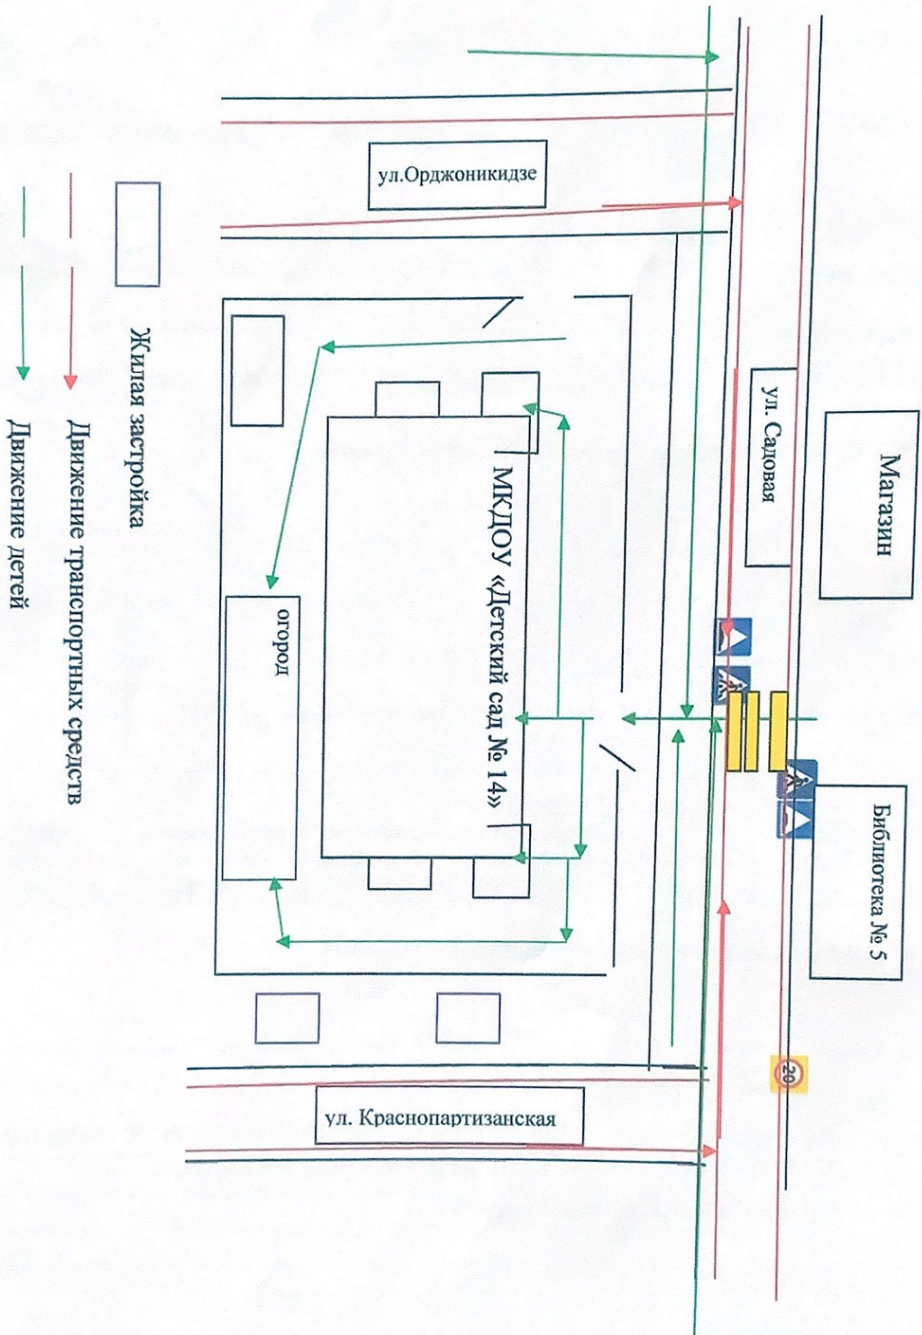 Магазин
Библиотека № 5
20
ул. Садовая
ул.Орджоникидзе
МКДОУ «Детский сад № 14»
огород
ул. Краснопартизанская
Жилая застройка
Движение транспортных средств
Движение детей